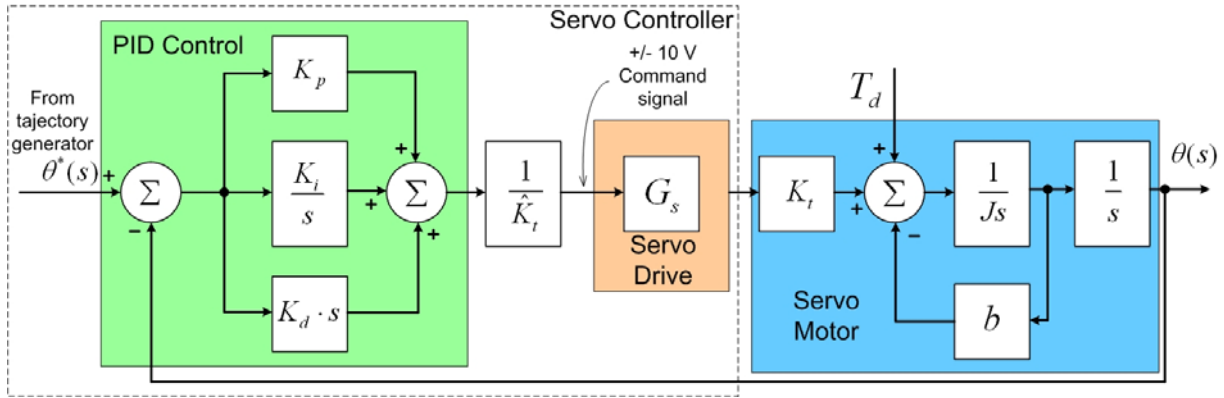 Servo Controller
PID Control
+/- 10 V
Command
signal
From
tajectory
generator
θ*(s)
+
−
Σ
K_p
K_i
s
K_d · s
+
+
+
Σ
1
K̂_t
G_s
Servo
Drive
K_t
T_d
+
+
−
Σ
1
Js
1
s
b
θ(s)
Servo
Motor